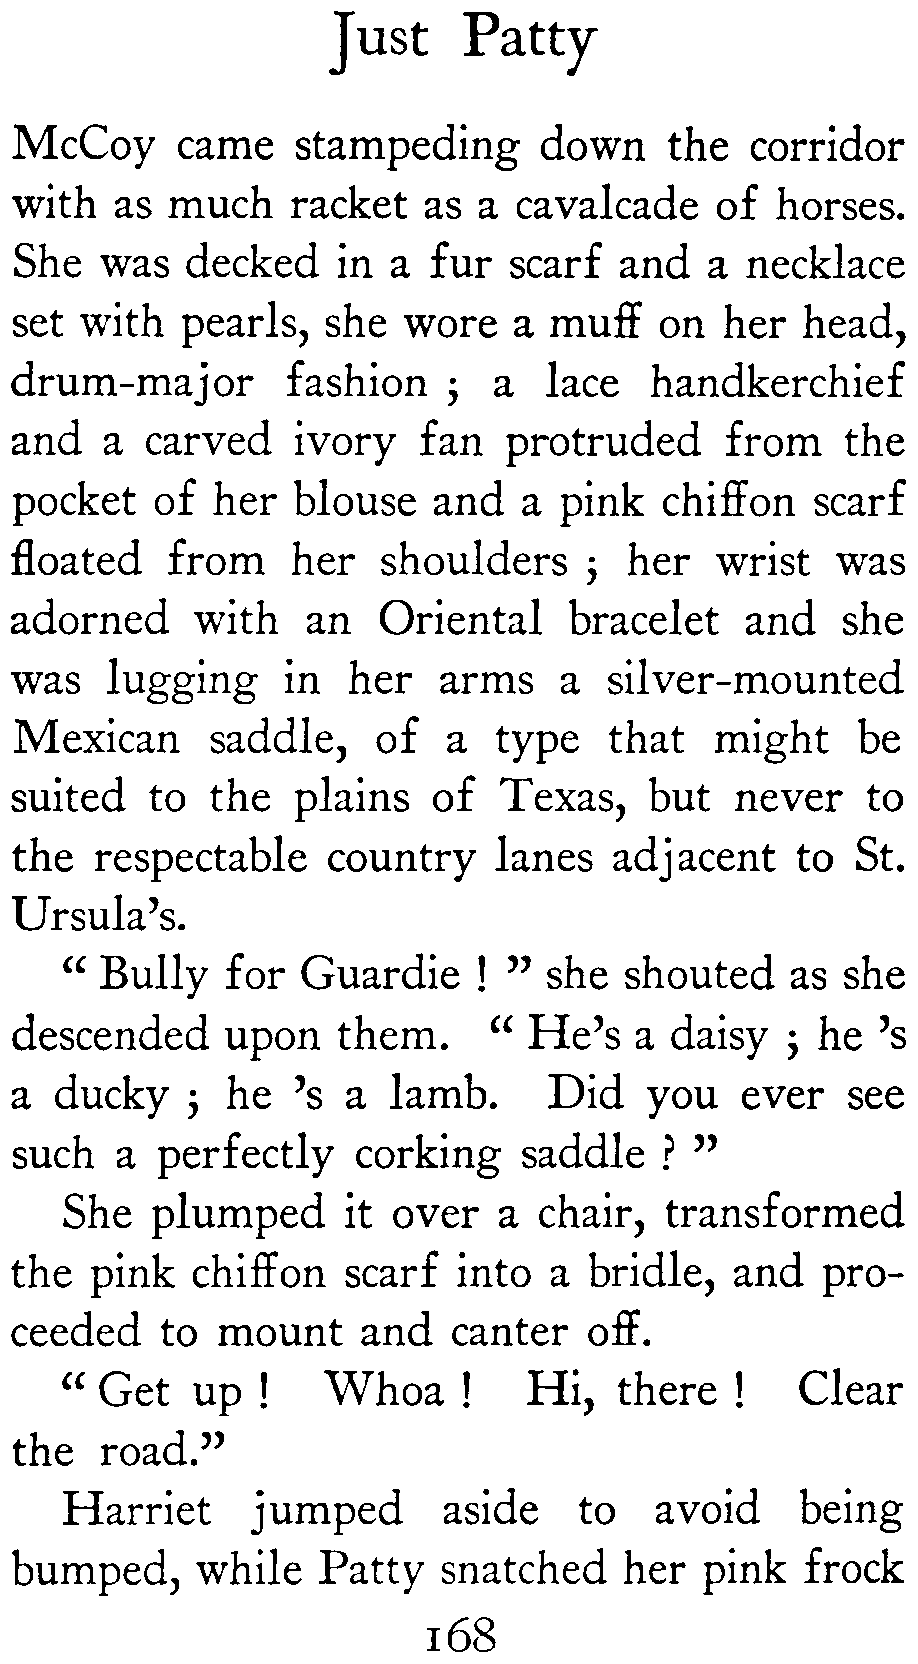 Just Patty
McCoy came stampeding down the corridor
with as much racket as a cavalcade of horses.
She was decked in a fur scarf and a necklace
set with pearls, she wore a muff on her head,
drum-major fashion ; a lace handkerchief
and a carved ivory fan protruded from the
pocket of her blouse and a pink chiffon scarf
floated from her shoulders ; her wrist was
adorned with an Oriental bracelet and she
was lugging in her arms a silver-mounted
Mexican saddle, of a type that might be
suited to the plains of Texas, but never to
the respectable country lanes adjacent to St.
Ursula's.
“ Bully for Guardie ! ” she shouted as she
descended upon them. “ He's a daisy ; he 's
a ducky ; he 's a lamb. Did you ever see
such a perfectly corking saddle ? ”
She plumped it over a chair, transformed
the pink chiffon scarf into a bridle, and pro-
ceeded to mount and canter off.
“ Get up ! Whoa ! Hi, there ! Clear
the road.”
Harriet jumped aside to avoid being
bumped, while Patty snatched her pink frock
168